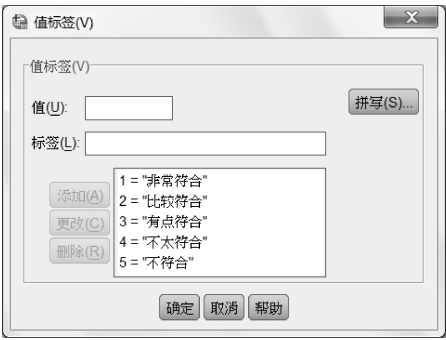 值标签(V)
值标签(V)
值(U):
拼写(S)...
标签(L):
添加(A)
更改(C)
删除(R)
1 = "非常符合"
2 = "比较符合"
3 = "有点符合"
4 = "不太符合"
5 = "不符合"
确定 取消 帮助